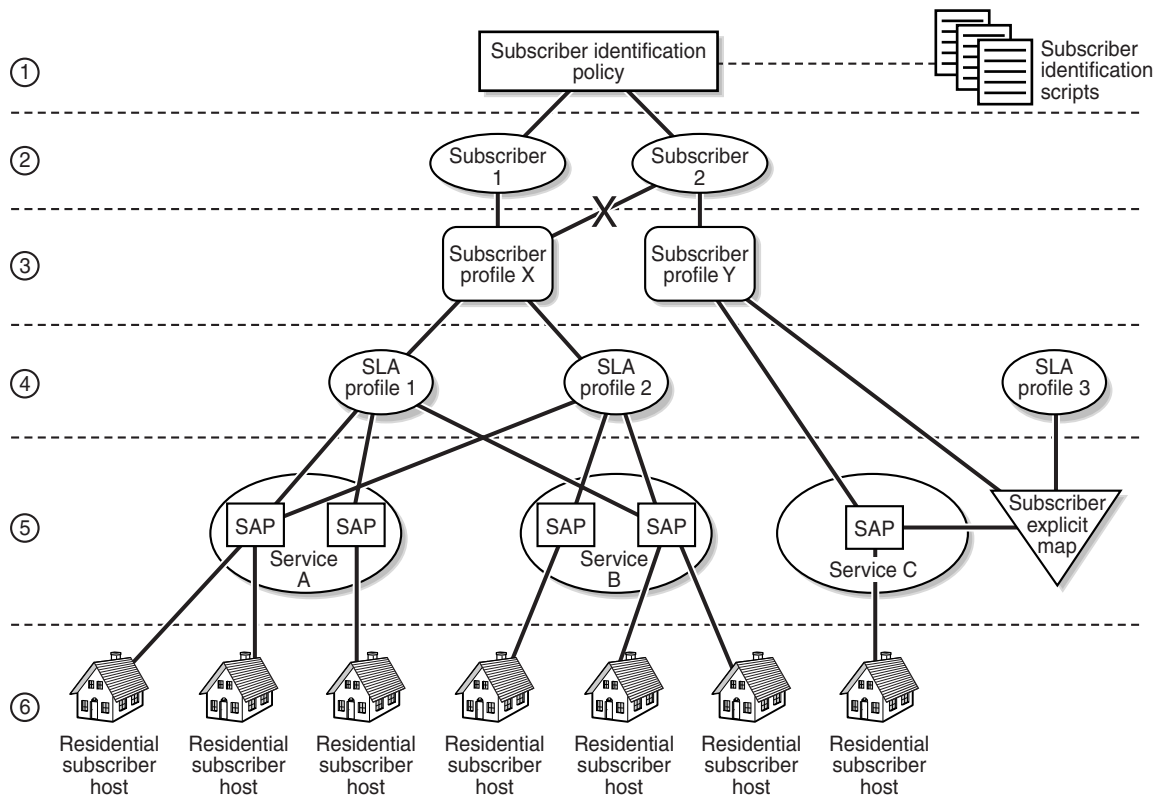 1
Subscriber identification
policy
Subscriber
identification
scripts
2
Subscriber
1
Subscriber
2
X
3
Subscriber
profile X
Subscriber
profile Y
4
SLA
profile 1
SLA
profile 2
SLA
profile 3
5
SAP
SAP
Service
A
SAP
SAP
Service
B
SAP
Service C
Subscriber
explicit
map
6
Residential
subscriber
host
Residential
subscriber
host
Residential
subscriber
host
Residential
subscriber
host
Residential
subscriber
host
Residential
subscriber
host
Residential
subscriber
host